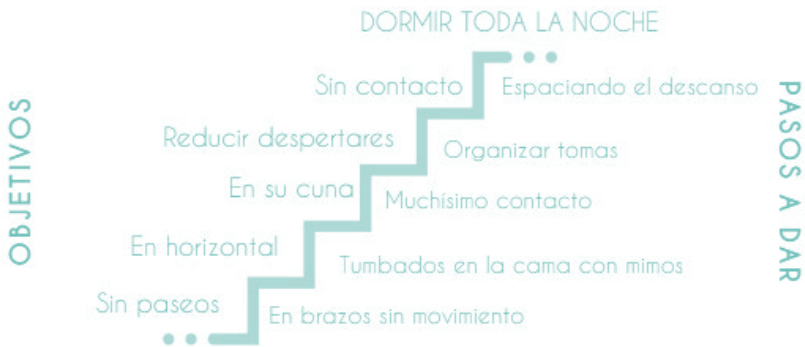 DORMIR TODA LA NOCHE
Sin contacto
Espaciando el descanso
Reducir despertares
Organizar tomas
En su cuna
Muchísimo contacto
En horizontal
Tumbados en la cama con mimos
Sin paseos
En brazos sin movimiento
OBJETIVOS
PASOS A DAR